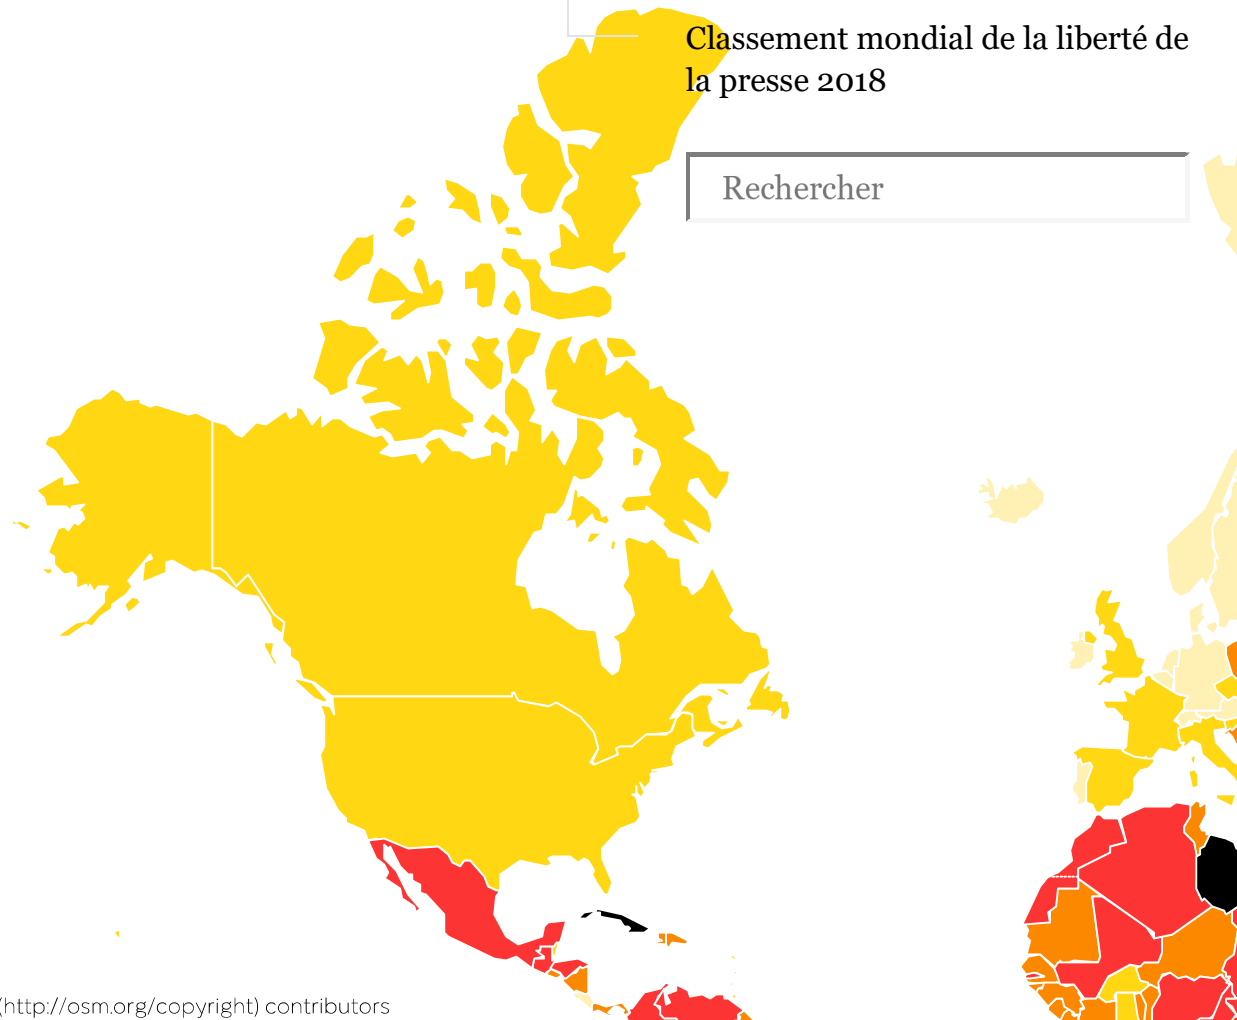 Classement mondial de la liberté de
la presse 2018
Rechercher
(http://osm.org/copyright) contributors